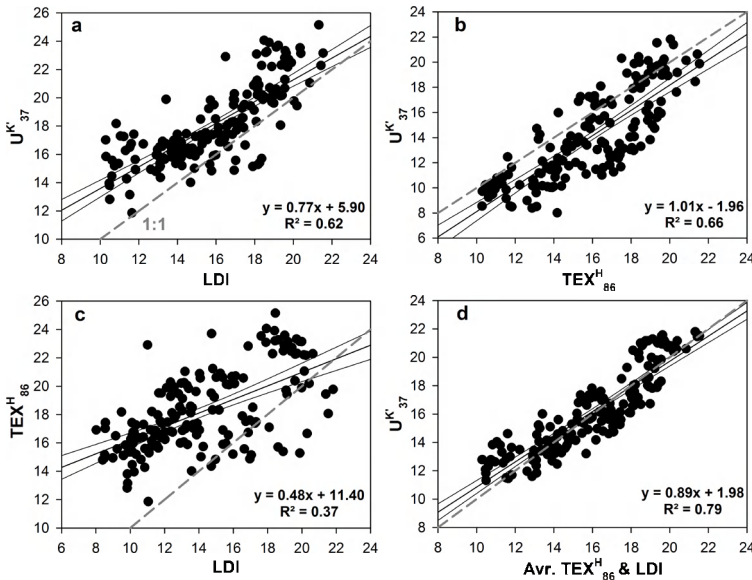 a
26
24
22
20
18
16
14
12
10
U^K'_37
8 10 12 14 16 18 20 22 24
LDI
1:1
y = 0.77x + 5.90
R² = 0.62
b
24
22
20
18
16
14
12
10
8
6
U^K'_37
8 10 12 14 16 18 20 22 24
TEX^H_86
y = 1.01x - 1.96
R² = 0.66
c
26
24
22
20
18
16
14
12
10
TEX^H_86
6 8 10 12 14 16 18 20 22 24
LDI
y = 0.48x + 11.40
R² = 0.37
d
24
22
20
18
16
14
12
10
8
U^K'_37
8 10 12 14 16 18 20 22 24
Avr. TEX^H_86 & LDI
y = 0.89x + 1.98
R² = 0.79